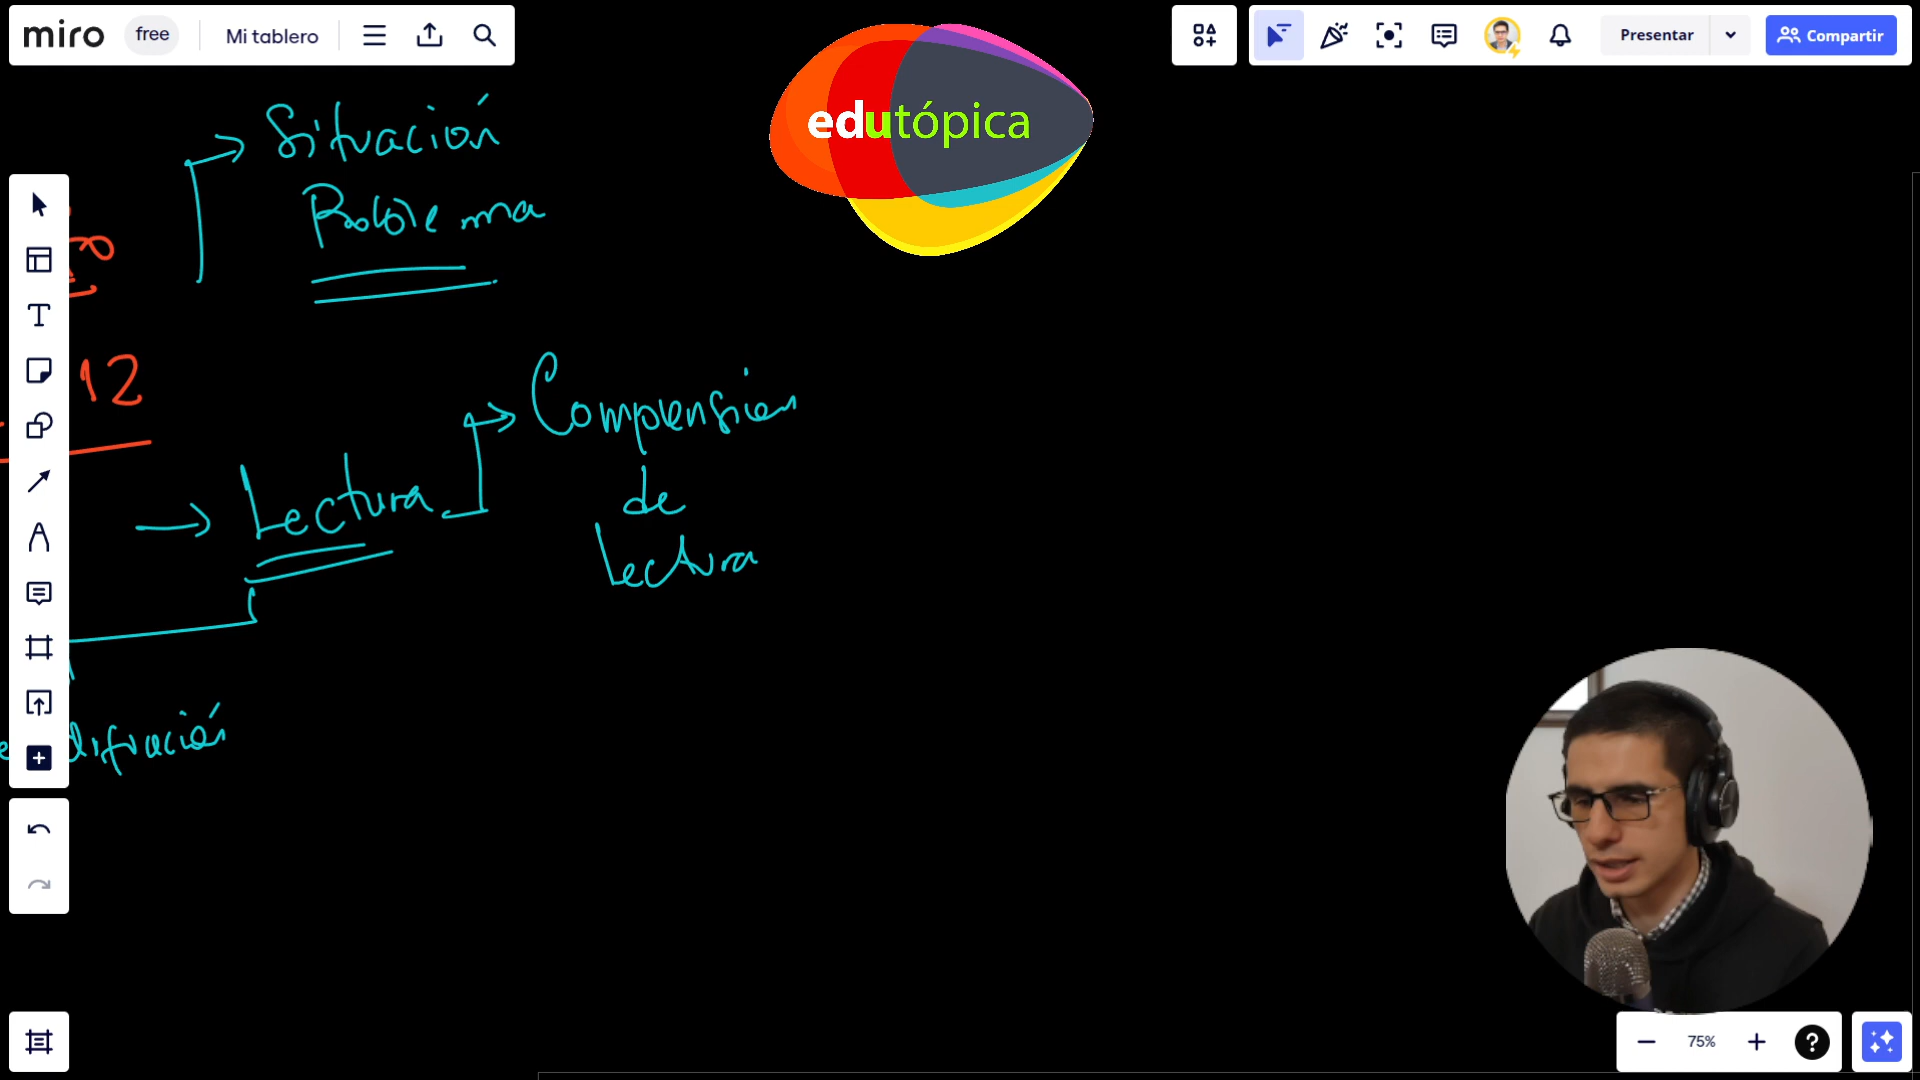 miro free Mi tablero
Presentar
Compartir
edutópica
Situación
Problema
12
Comprensión
de
Lectura
Lectura
75%